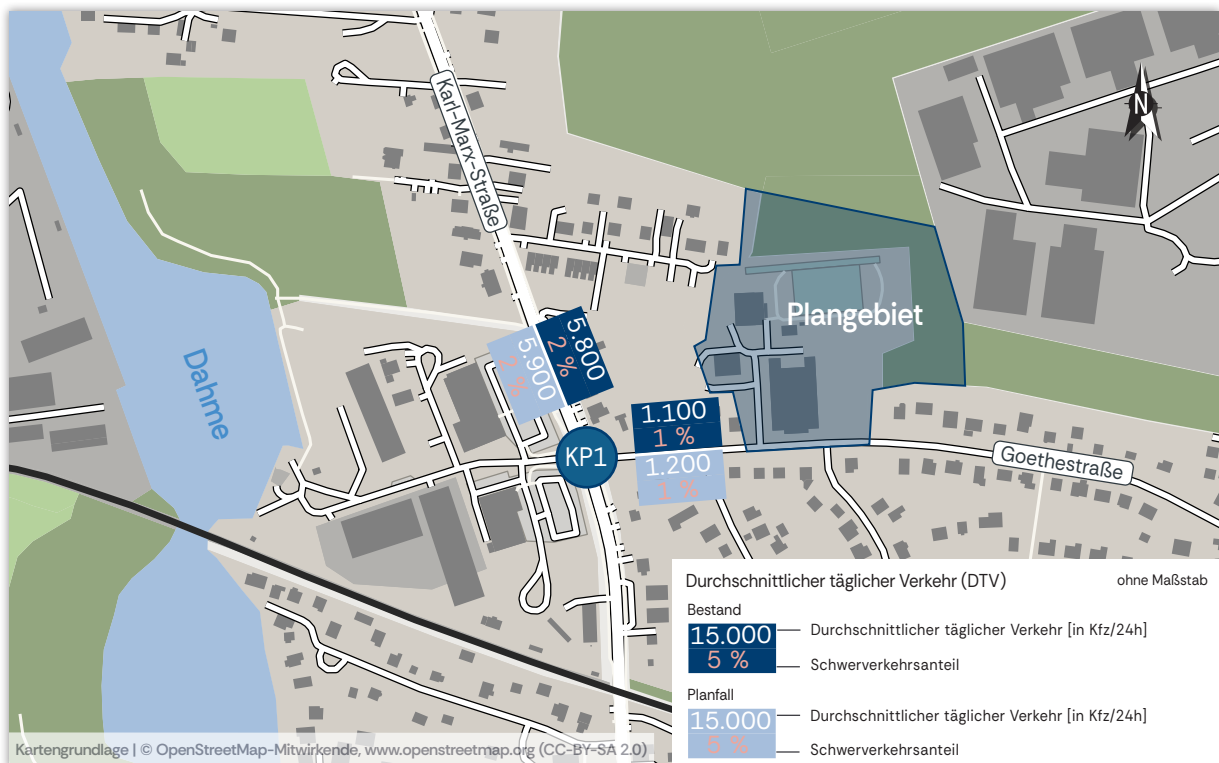 N
Karl-Marx-Straße
Plangebiet
Dahme
5.800
2 %
5.900
2 %
KP1
1.100
1 %
1.200
1 %
Goethestraße
Durchschnittlicher täglicher Verkehr (DTV)
ohne Maßstab
Bestand
15.000
Durchschnittlicher täglicher Verkehr [in Kfz/24h]
5 %
Schwerverkehrsanteil
Planfall
15.000
Durchschnittlicher täglicher Verkehr [in Kfz/24h]
5 %
Schwerverkehrsanteil
Kartengrundlage | © OpenStreetMap-Mitwirkende, www.openstreetmap.org (CC-BY-SA 2.0)